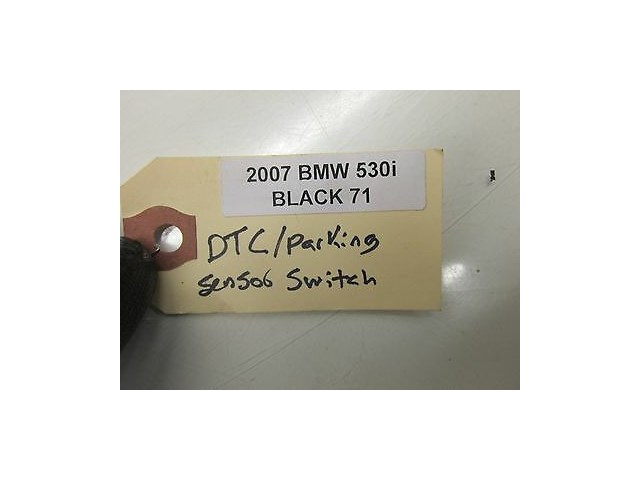 2007 BMW 530i
BLACK 71
DTC/Parking
sensor Switch